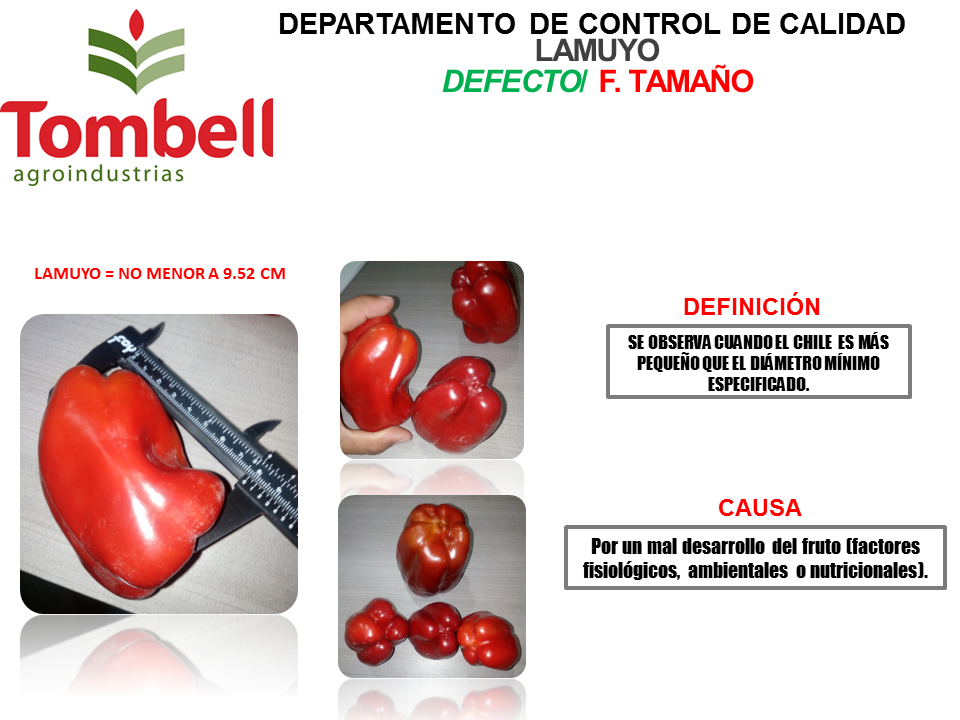 DEPARTAMENTO DE CONTROL DE CALIDAD
LAMUYO
DEFECTO/ F. TAMAÑO
Tombell
agroindustrias
LAMUYO = NO MENOR A 9.52 CM
DEFINICIÓN
SE OBSERVA CUANDO EL CHILE ES MÁS
PEQUEÑO QUE EL DIÁMETRO MÍNIMO
ESPECIFICADO.
CAUSA
Por un mal desarrollo del fruto (factores
fisiológicos, ambientales o nutricionales).